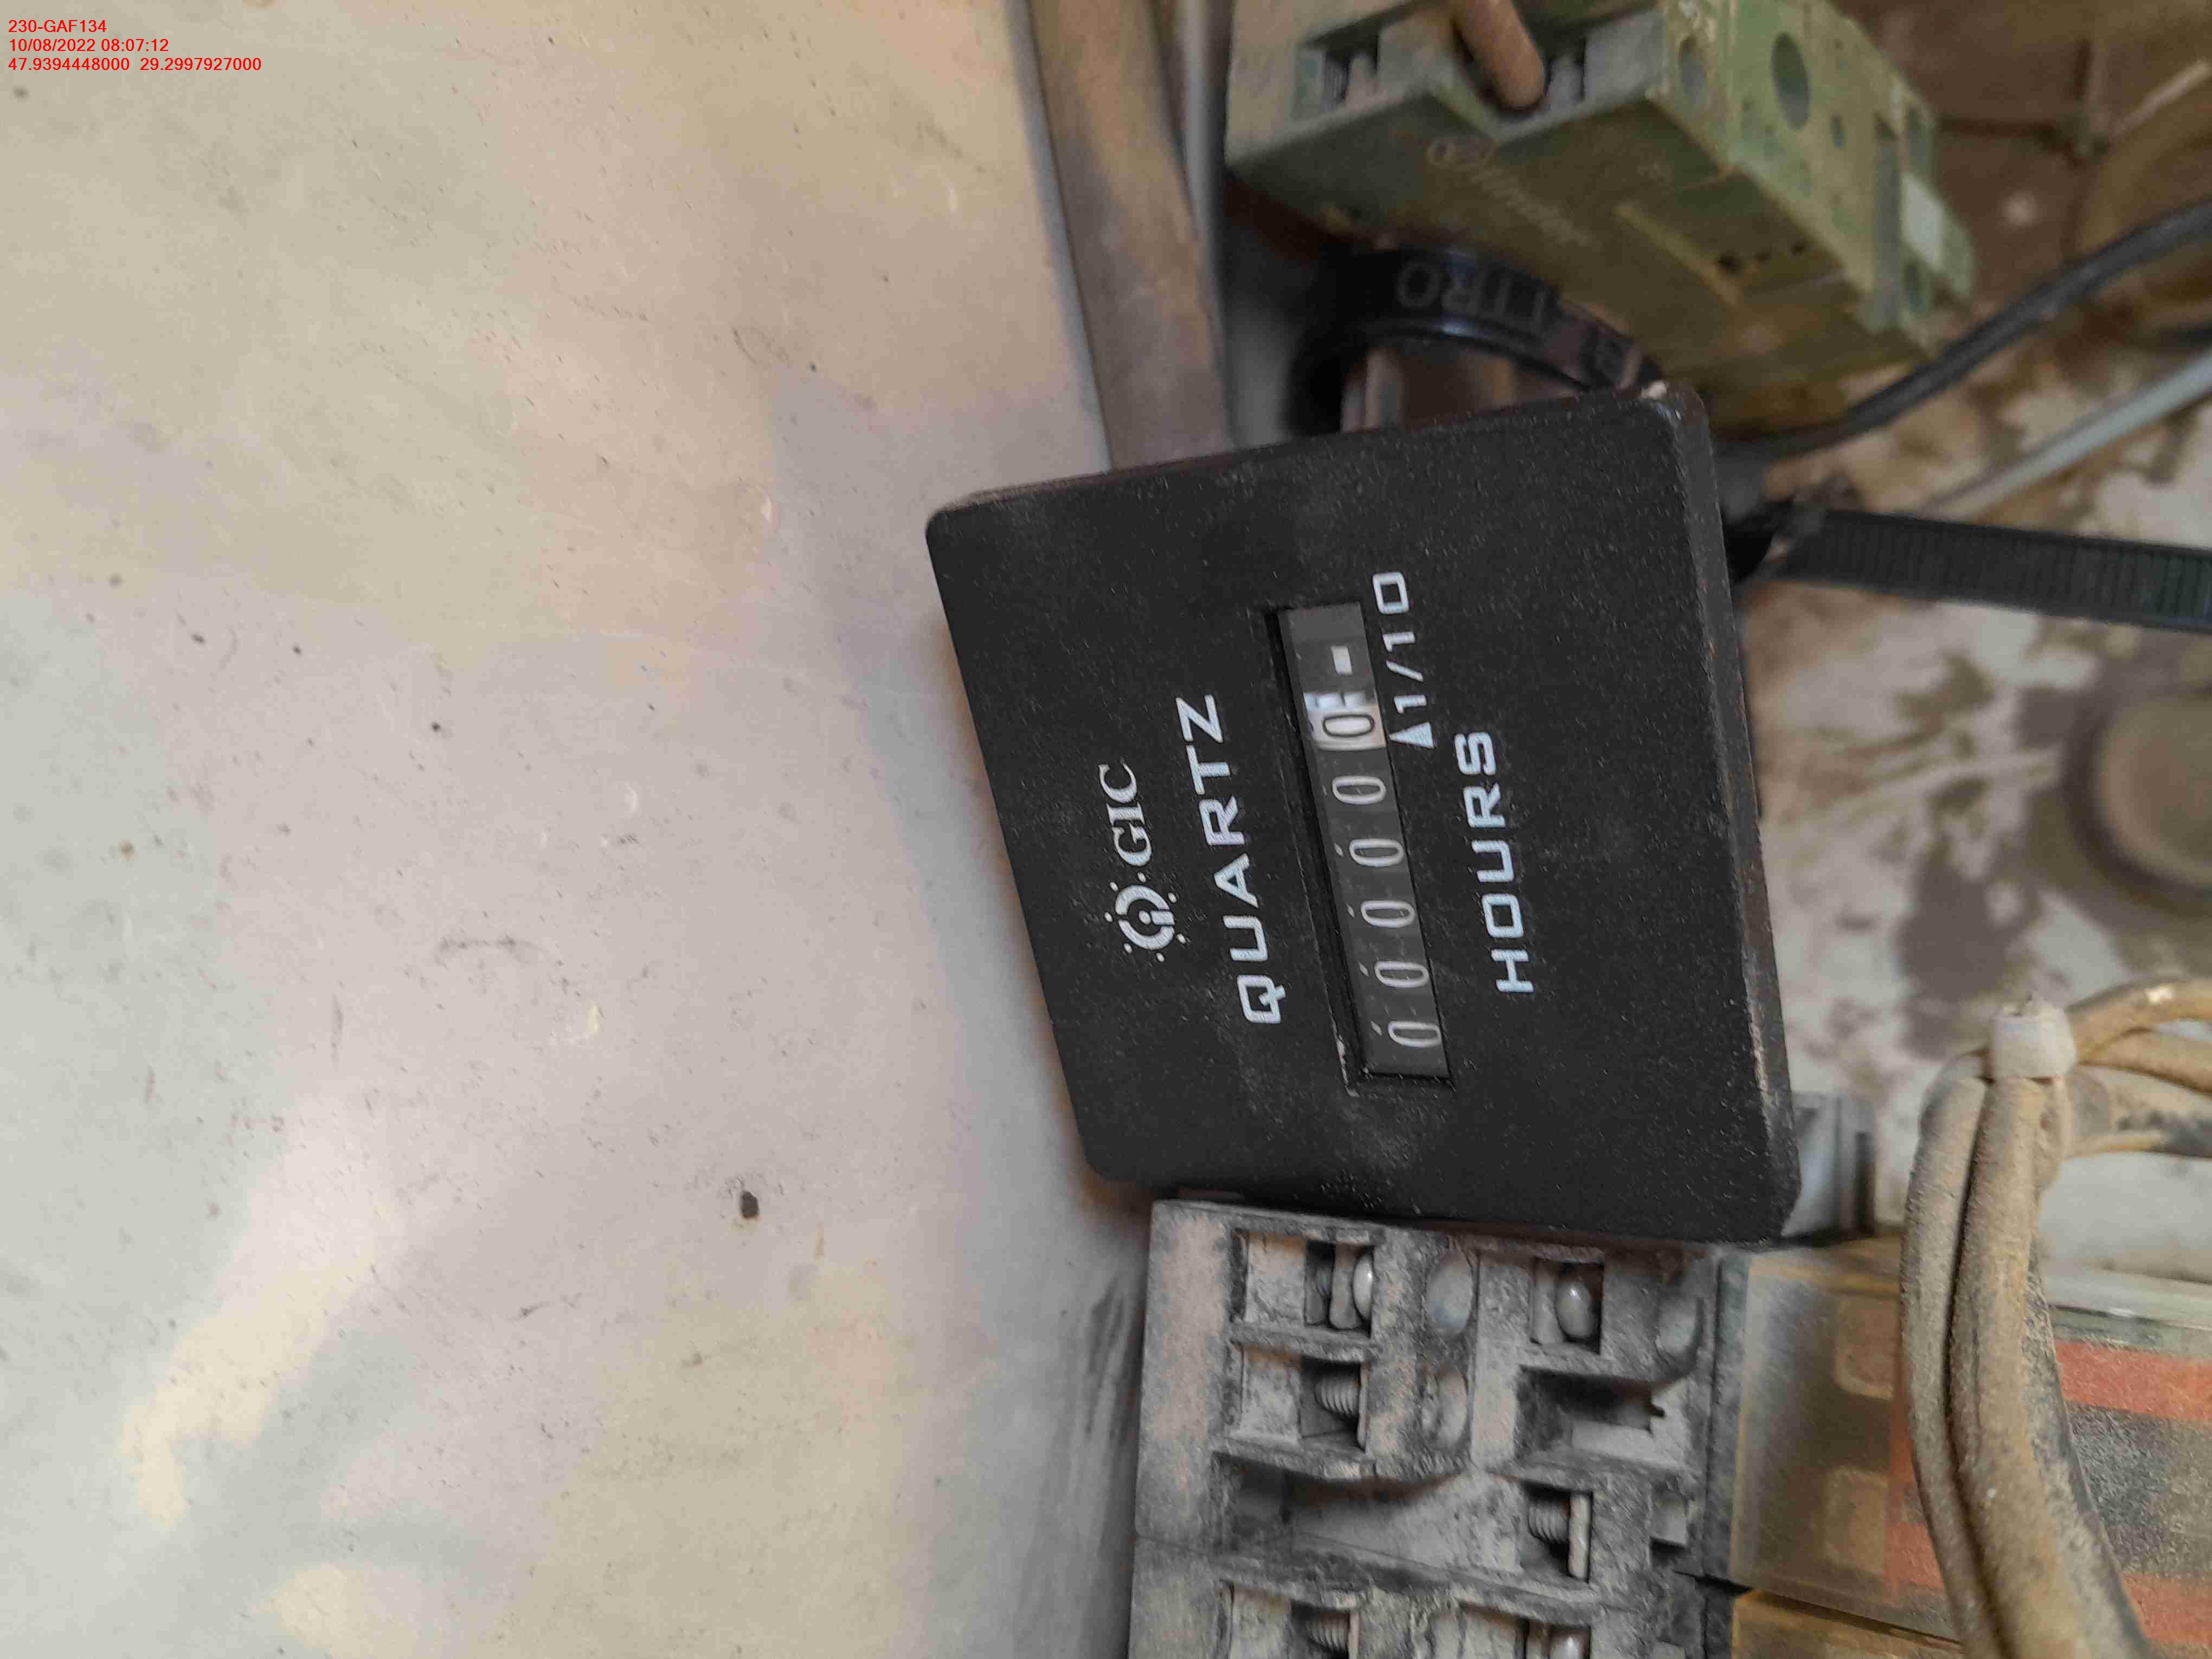 230-GAF134
10/08/2022 08:07:12
47.9394448000 29.2997927000
GIC
QUARTZ
000000
1/10
HOURS